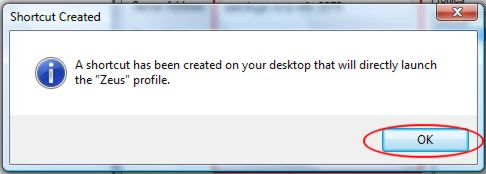 Shortcut Created
A shortcut has been created on your desktop that will directly launch
the "Zeus" profile.
OK